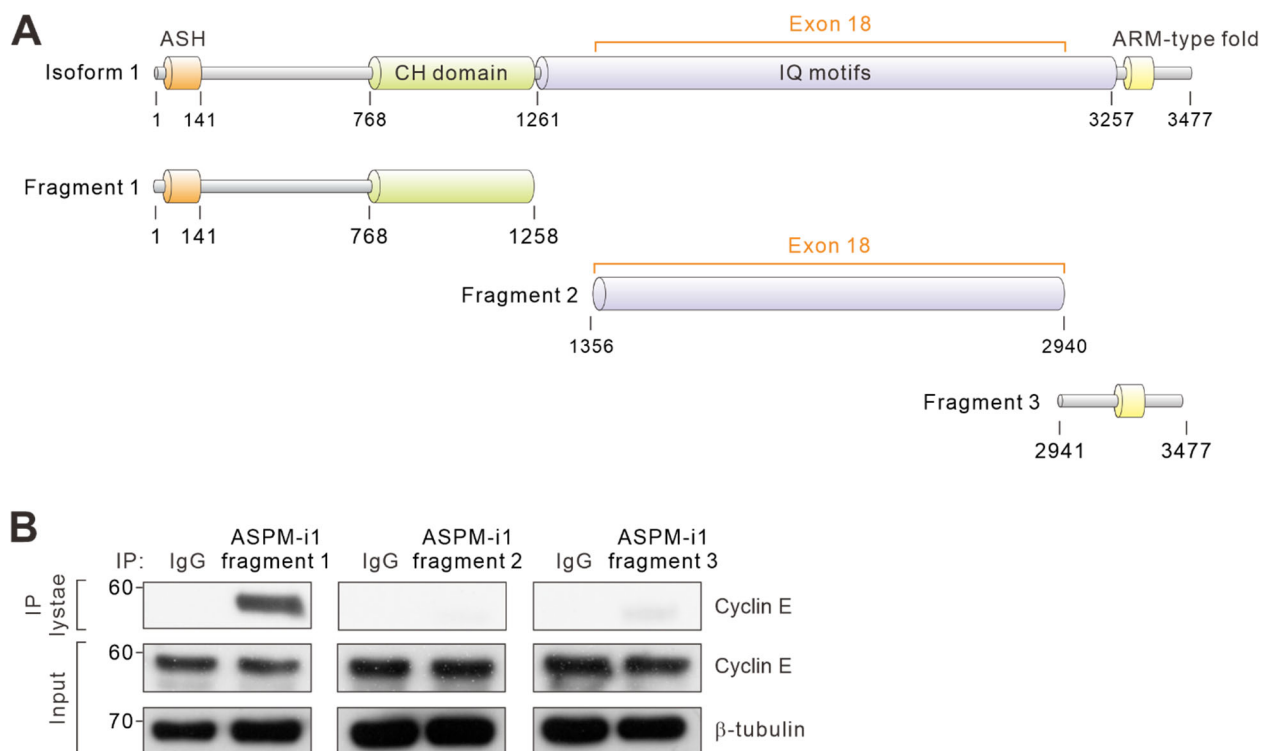 A
Exon 18
ASH
ARM-type fold
Isoform 1
CH domain
IQ motifs
1 141 768 1261 3257 3477
Fragment 1
1 141 768 1258
Exon 18
Fragment 2
1356 2940
Fragment 3
2941 3477
B
IP: IgG ASPM-i1 fragment 1 IgG ASPM-i1 fragment 2 IgG ASPM-i1 fragment 3
IP lystae
60 Cyclin E
Input
60 Cyclin E
70 β-tubulin